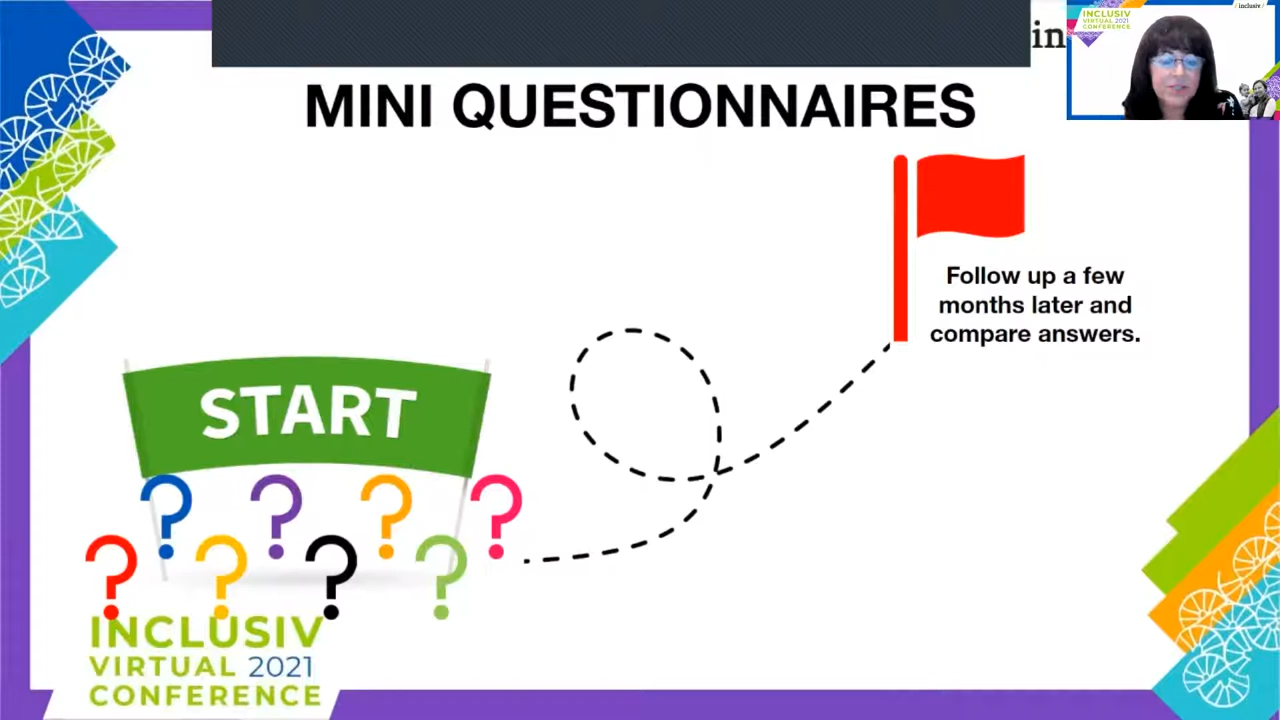 in
INCLUSIV
VIRTUAL 2021
CONFERENCE
/ inclusiv /
MINI QUESTIONNAIRES
Follow up a few
months later and
compare answers.
START
? ? ? ?
? ? ? ?
INCLUSIV
VIRTUAL 2021
CONFERENCE